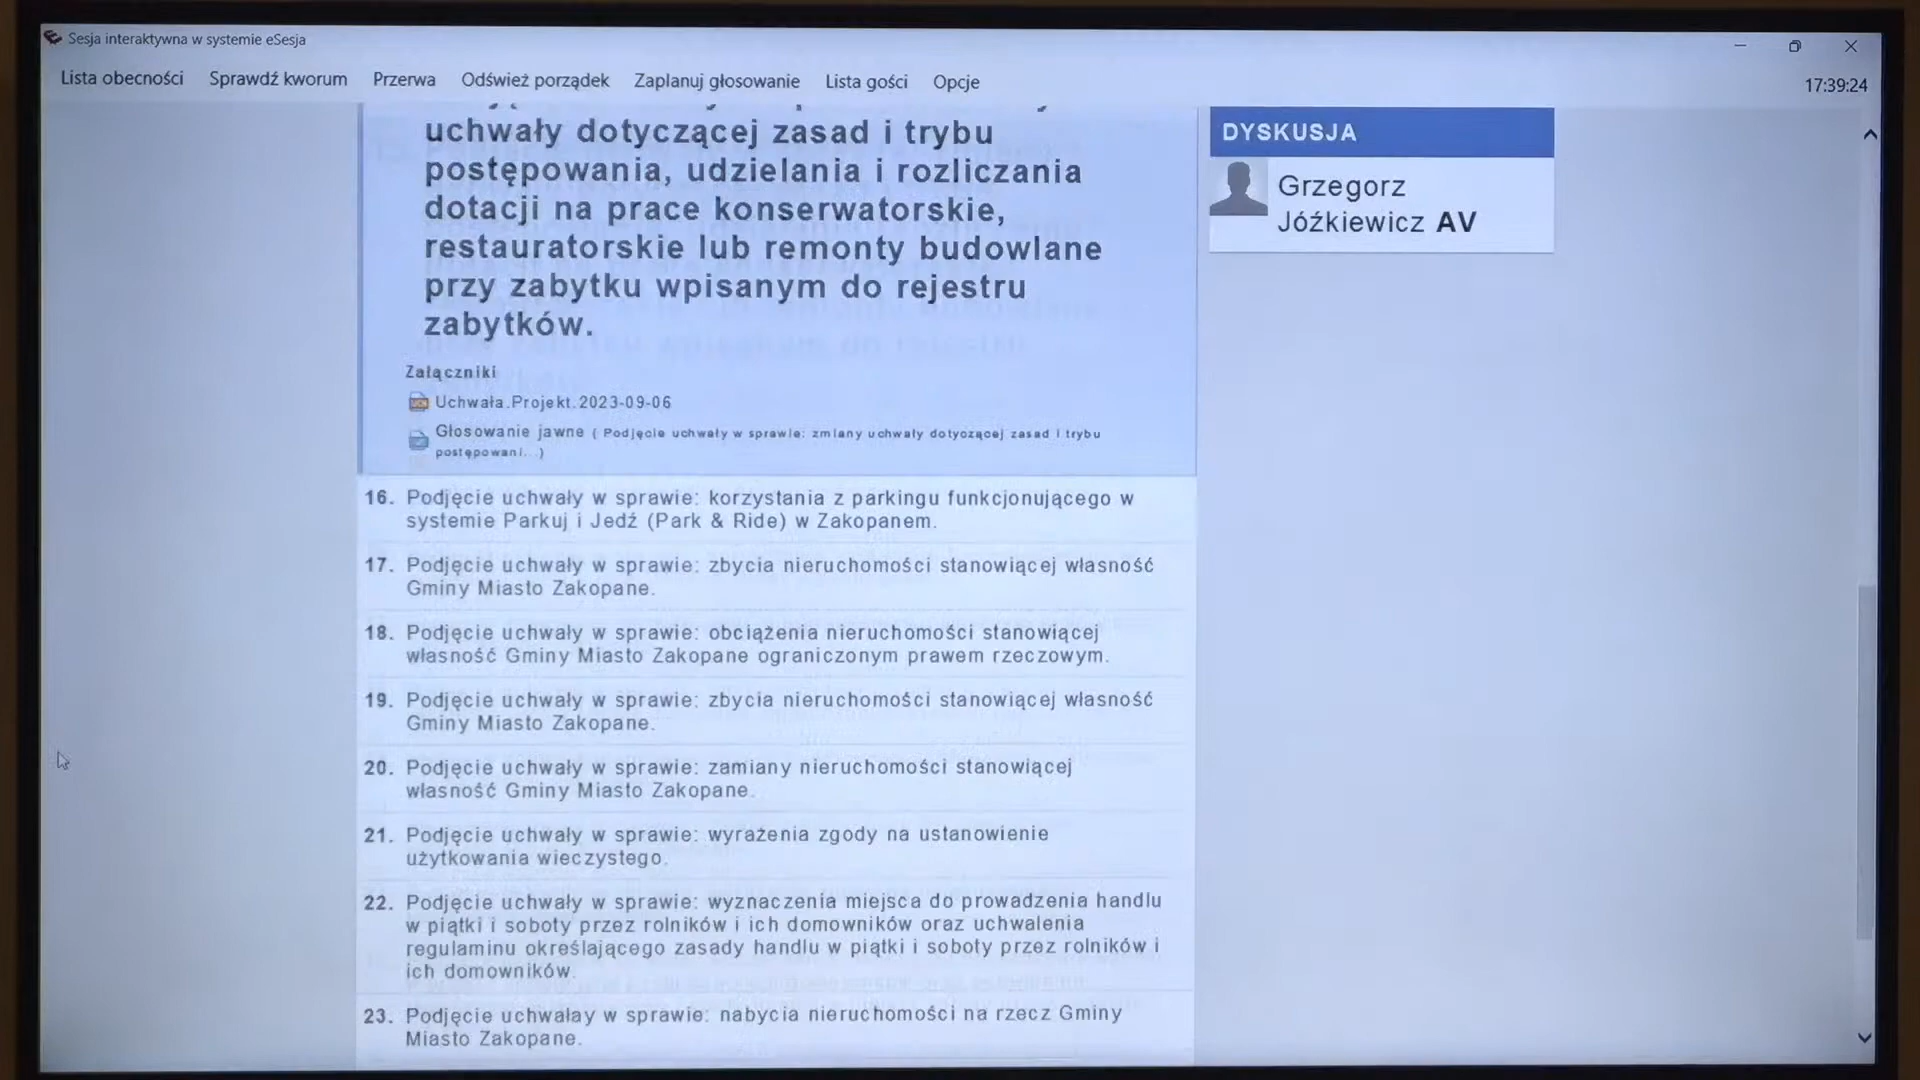 Sesja interaktywna w systemie eSesja
Lista obecności Sprawdź kworum Przerwa Odśwież porządek Zaplanuj głosowanie Lista gości Opcje
17:39:24
uchwały dotyczącej zasad i trybu
postępowania, udzielania i rozliczania
dotacji na prace konserwatorskie,
restauratorskie lub remonty budowlane
przy zabytku wpisanym do rejestru
zabytków.
Załączniki
Uchwała.Projekt.2023-09-06
Głosowanie jawne ( Podjęcie uchwały w sprawie: zmiany uchwały dotyczącej zasad i trybu
postępowani...)
16. Podjęcie uchwały w sprawie: korzystania z parkingu funkcjonującego w
systemie Parkuj i Jedź (Park & Ride) w Zakopanem.
17. Podjęcie uchwały w sprawie: zbycia nieruchomości stanowiącej własność
Gminy Miasto Zakopane.
18. Podjęcie uchwały w sprawie: obciążenia nieruchomości stanowiącej
własność Gminy Miasto Zakopane ograniczonym prawem rzeczowym.
19. Podjęcie uchwały w sprawie: zbycia nieruchomości stanowiącej własność
Gminy Miasto Zakopane.
20. Podjęcie uchwały w sprawie: zamiany nieruchomości stanowiącej
własność Gminy Miasto Zakopane.
21. Podjęcie uchwały w sprawie: wyrażenia zgody na ustanowienie
użytkowania wieczystego.
22. Podjęcie uchwały w sprawie: wyznaczenia miejsca do prowadzenia handlu
w piątki i soboty przez rolników i ich domowników oraz uchwalenia
regulaminu określającego zasady handlu w piątki i soboty przez rolników i
ich domowników.
23. Podjęcie uchwałay w sprawie: nabycia nieruchomości na rzecz Gminy
Miasto Zakopane.
DYSKUSJA
Grzegorz
Jóźkiewicz AV